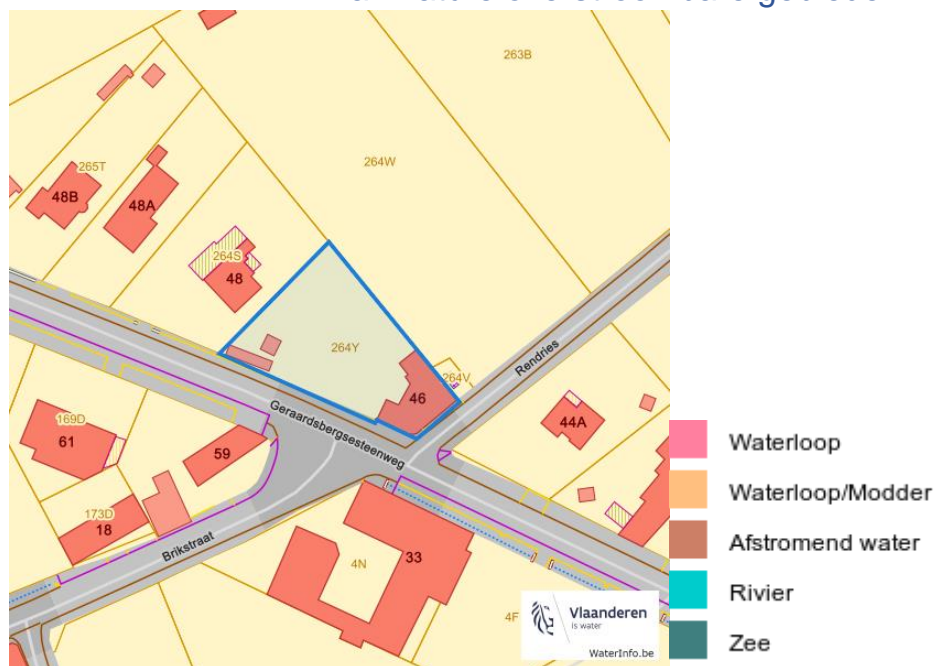 263B
264W
265T
48B
48A
264S
48
264Y
264V
46
Rendries
44A
Geraardsbergsesteenweg
169D
61
59
173D
18
Brikstraat
4N
33
4F
Vlaanderen
is water
WaterInfo.be
Waterloop
Waterloop/Modder
Afstromend water
Rivier
Zee